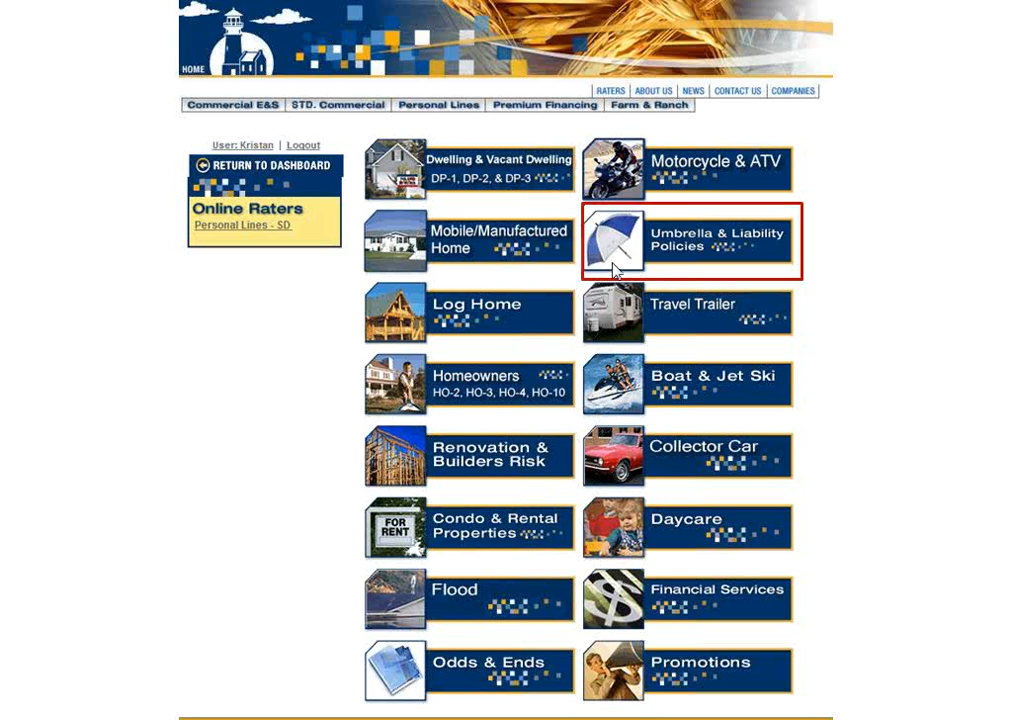 HOME
RATERS
ABOUT US
NEWS
CONTACT US
COMPANIES
Commercial E&S
STD. Commercial
Personal Lines
Premium Financing
Farm & Ranch
User: Kristan | Logout
RETURN TO DASHBOARD
Online Raters
Personal Lines - SD
Dwelling & Vacant Dwelling
DP-1, DP-2, & DP-3
Motorcycle & ATV
Mobile/Manufactured
Home
Umbrella & Liability
Policies
Log Home
Travel Trailer
Homeowners
HO-2, HO-3, HO-4, HO-10
Boat & Jet Ski
Renovation &
Builders Risk
Collector Car
FOR
RENT
Condo & Rental
Properties
Daycare
Flood
Financial Services
Odds & Ends
Promotions